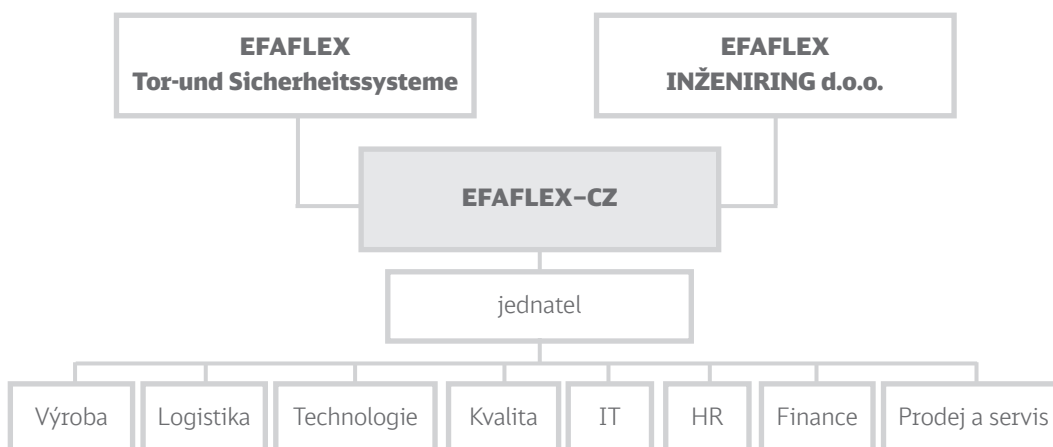 EFAFLEX
Tor-und Sicherheitssysteme
EFAFLEX
INŽENIRING d.o.o.
EFAFLEX–CZ
jednatel
Výroba
Logistika
Technologie
Kvalita
IT
HR
Finance
Prodej a servis